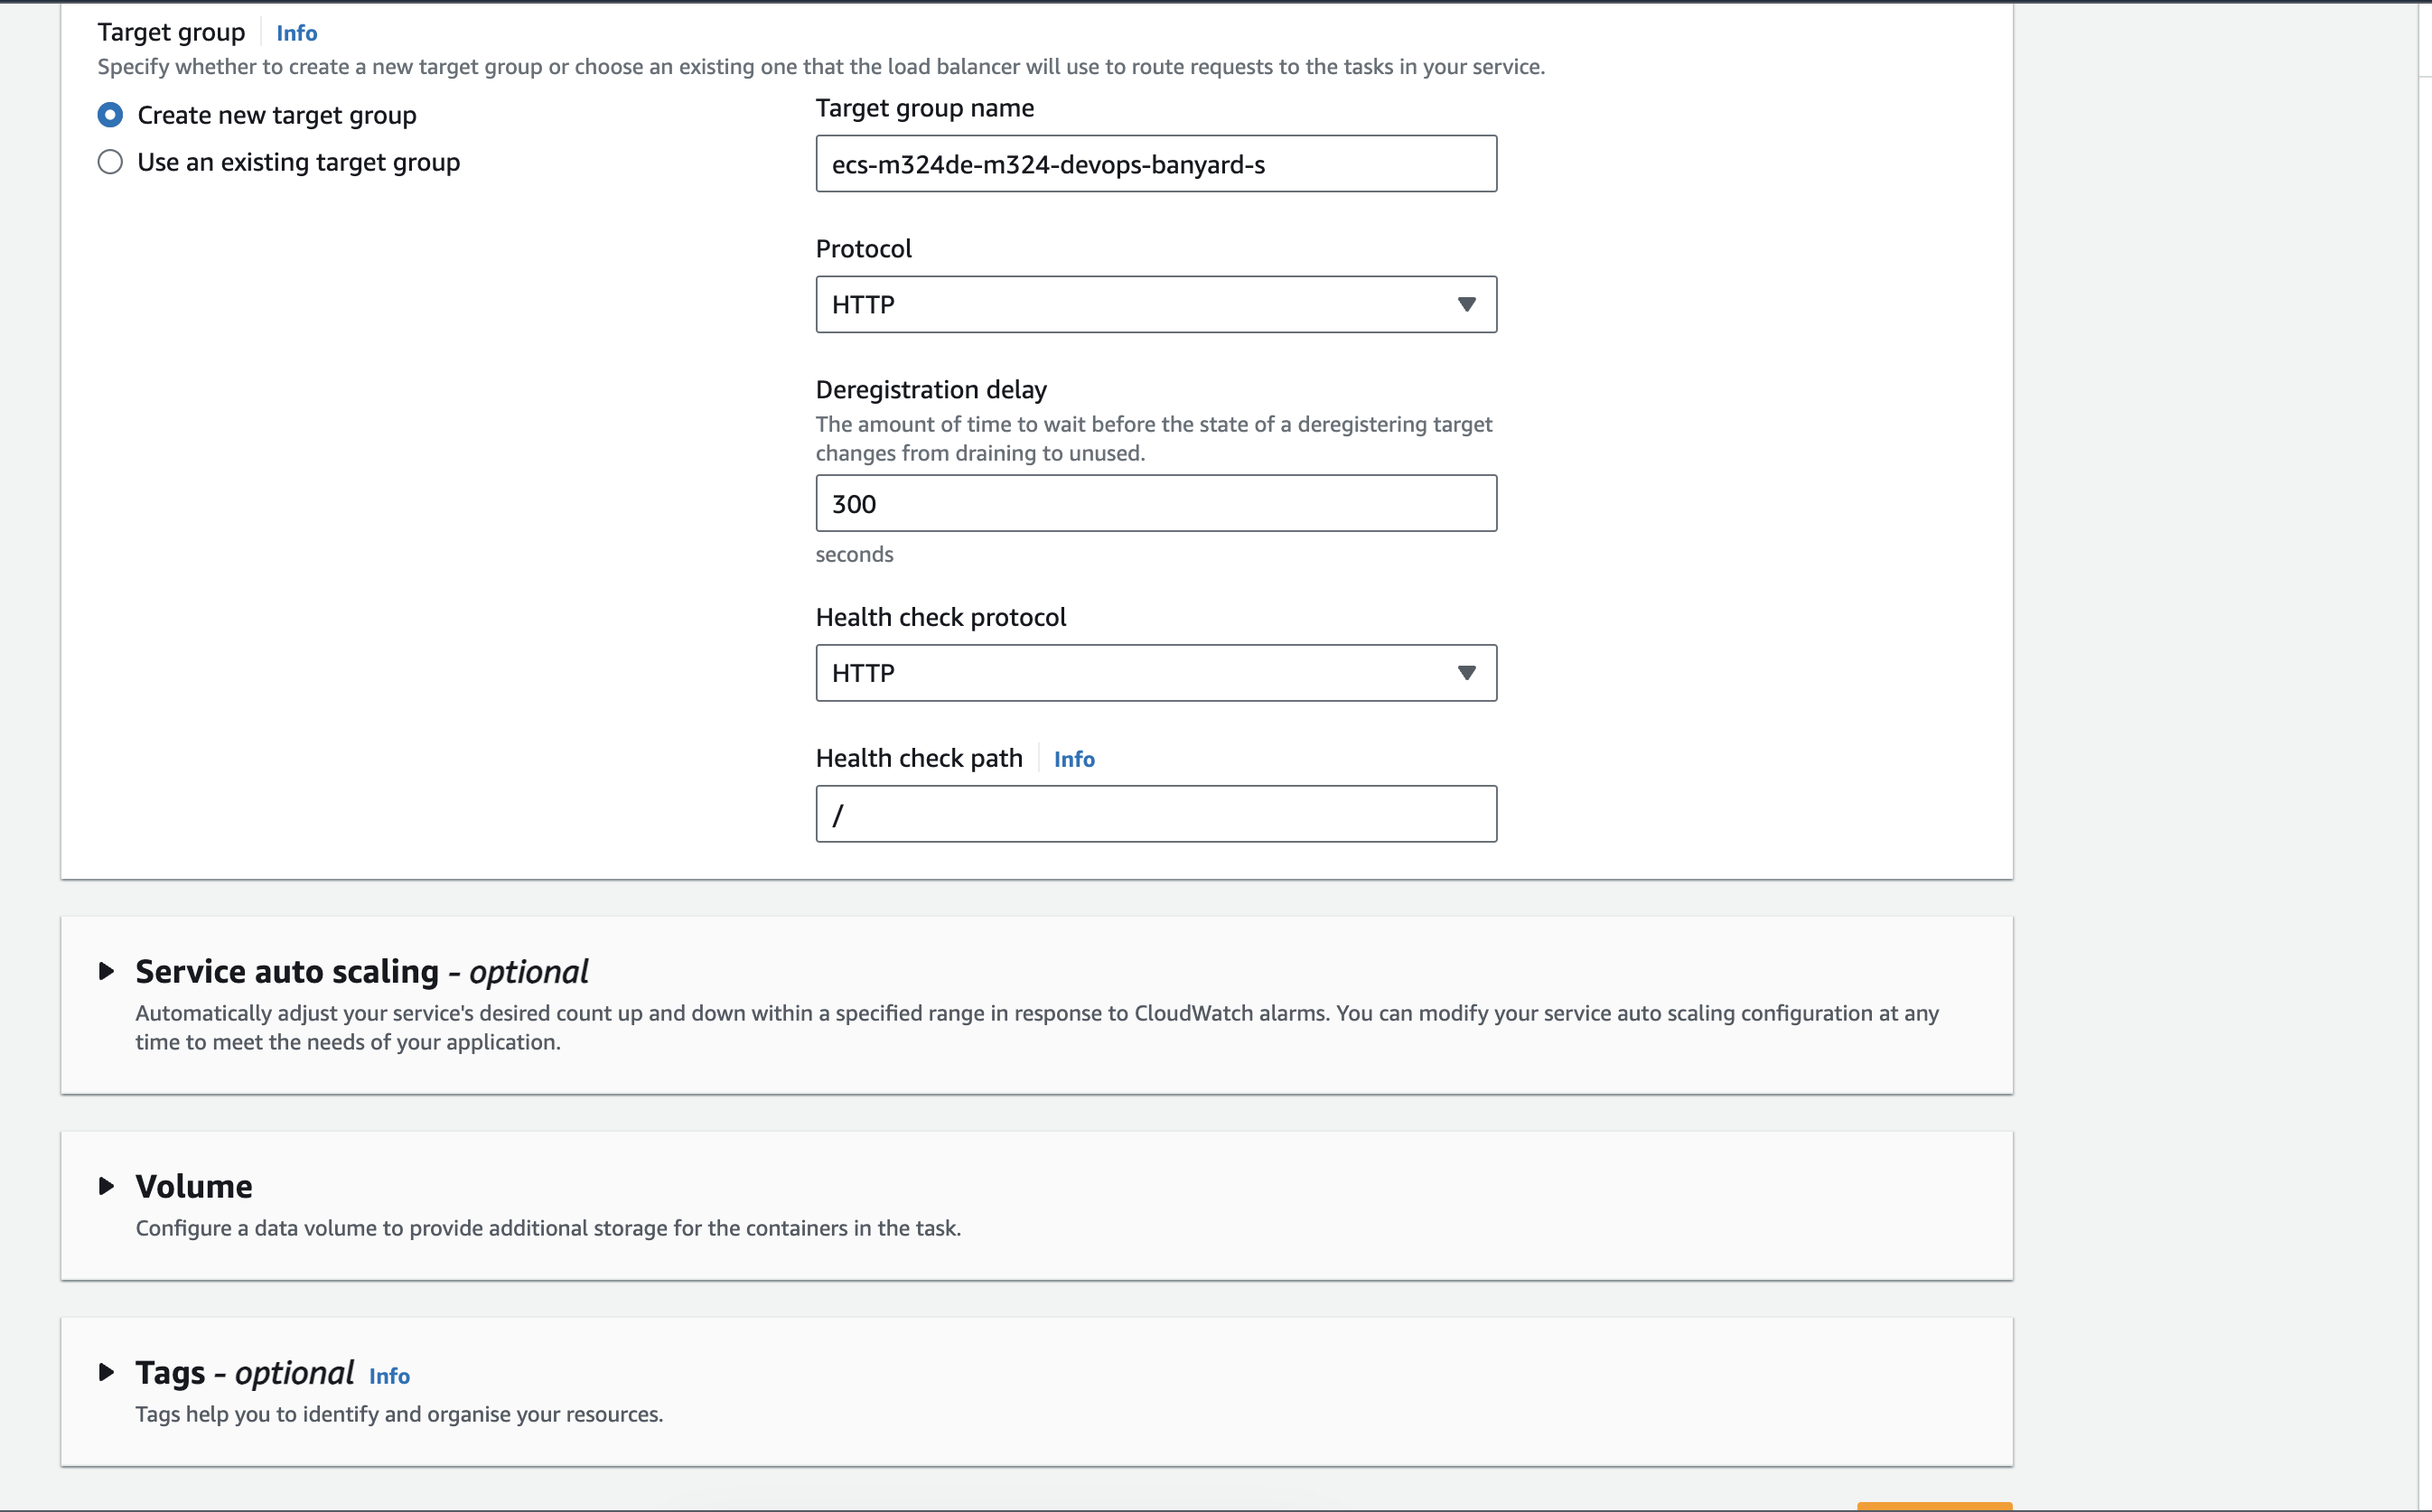 Target group Info
Specify whether to create a new target group or choose an existing one that the load balancer will use to route requests to the tasks in your service.
Create new target group
Use an existing target group
Target group name
ecs-m324de-m324-devops-banyard-s
Protocol
HTTP
Deregistration delay
The amount of time to wait before the state of a deregistering target
changes from draining to unused.
300
seconds
Health check protocol
HTTP
Health check path Info
/
Service auto scaling - optional
Automatically adjust your service's desired count up and down within a specified range in response to CloudWatch alarms. You can modify your service auto scaling configuration at any
time to meet the needs of your application.
Volume
Configure a data volume to provide additional storage for the containers in the task.
Tags - optional Info
Tags help you to identify and organise your resources.